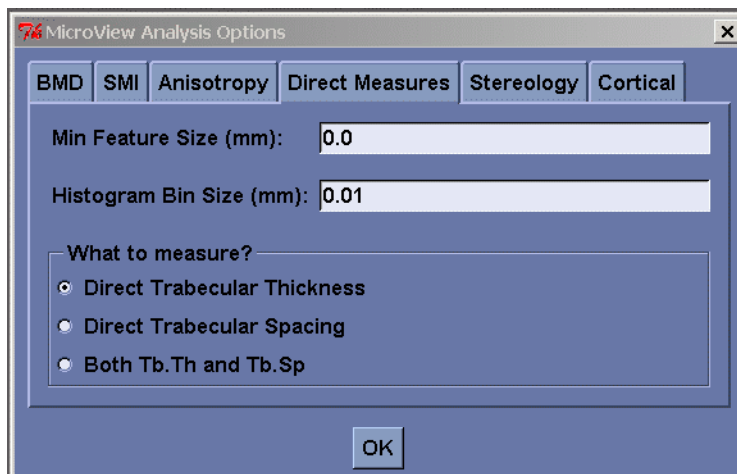 MicroView Analysis Options
BMD SMI Anisotropy Direct Measures Stereology Cortical
Min Feature Size (mm): 0.0
Histogram Bin Size (mm): 0.01
What to measure?
Direct Trabecular Thickness
Direct Trabecular Spacing
Both Tb.Th and Tb.Sp
OK